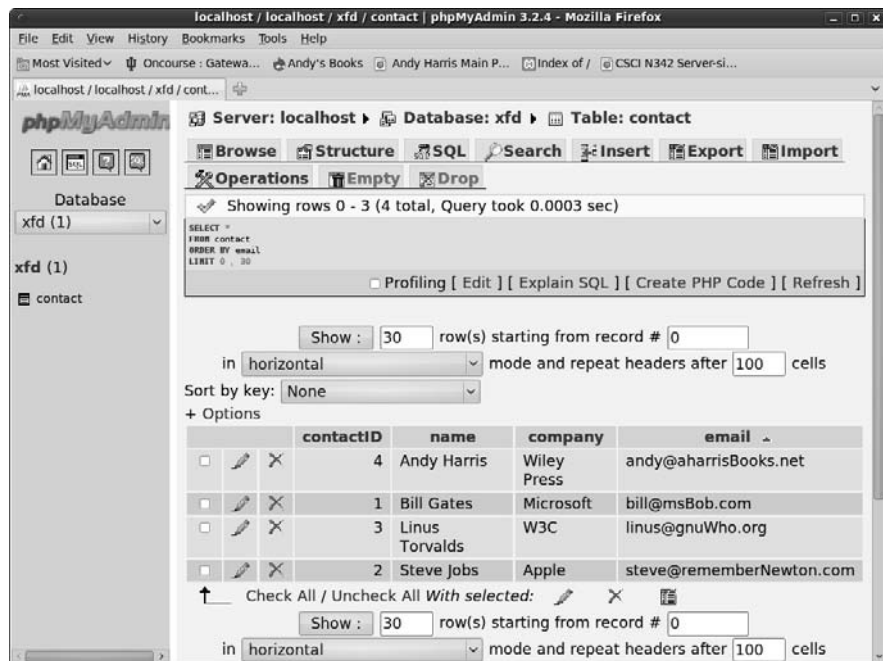 localhost / localhost / xfd / contact | phpMyAdmin 3.2.4 - Mozilla Firefox
File Edit View History Bookmarks Tools Help
Most Visited Oncourse : Gatewa... Andy's Books Andy Harris Main P... Index of / CSCI N342 Server-si...
localhost / localhost / xfd / cont...
phpMyAdmin
Server: localhost Database: xfd Table: contact
Browse Structure SQL Search Insert Export Import
Operations Empty Drop
Database
xfd (1)
xfd (1)
contact
Showing rows 0 - 3 (4 total, Query took 0.0003 sec)
SELECT *
FROM contact
ORDER BY email
LIMIT 0 , 30
Profiling [ Edit ] [ Explain SQL ] [ Create PHP Code ] [ Refresh ]
Show : 30 row(s) starting from record # 0
in horizontal mode and repeat headers after 100 cells
Sort by key: None
+ Options
contactID name company email
4 Andy Harris Wiley Press andy@aharrisBooks.net
1 Bill Gates Microsoft bill@msBob.com
3 Linus Torvalds W3C linus@gnuWho.org
2 Steve Jobs Apple steve@rememberNewton.com
Check All / Uncheck All With selected:
Show : 30 row(s) starting from record # 0
in horizontal mode and repeat headers after 100 cells